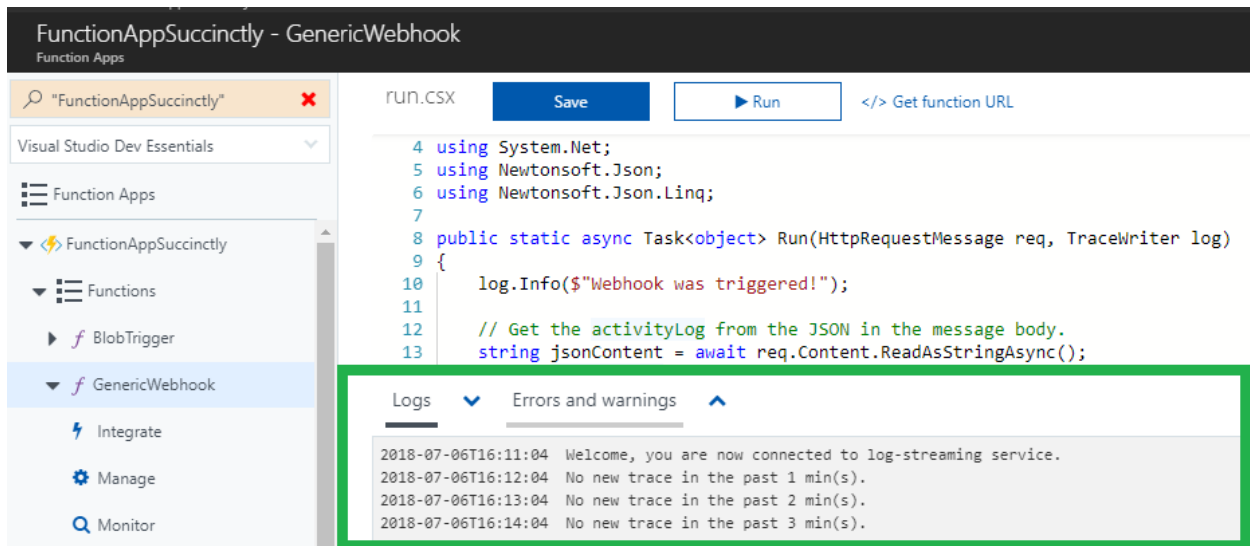 FunctionAppSuccinctly - GenericWebhook
Function Apps
"FunctionAppSuccinctly"
Visual Studio Dev Essentials
Function Apps
FunctionAppSuccinctly
Functions
BlobTrigger
GenericWebhook
Integrate
Manage
Monitor
run.csx
Save
Run
</> Get function URL
4 using System.Net;
5 using Newtonsoft.Json;
6 using Newtonsoft.Json.Linq;
7
8 public static async Task<object> Run(HttpRequestMessage req, TraceWriter log)
9 {
10 log.Info($"Webhook was triggered!");
11
12 // Get the activityLog from the JSON in the message body.
13 string jsonContent = await req.Content.ReadAsStringAsync();
Logs
Errors and warnings
2018-07-06T16:11:04 Welcome, you are now connected to log-streaming service.
2018-07-06T16:12:04 No new trace in the past 1 min(s).
2018-07-06T16:13:04 No new trace in the past 2 min(s).
2018-07-06T16:14:04 No new trace in the past 3 min(s).